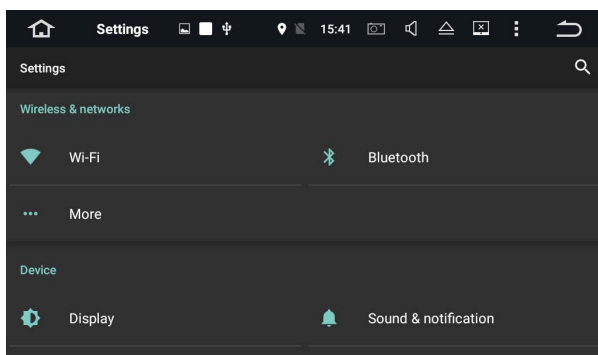 Settings 15:41
Settings
Wireless & networks
Wi-Fi Bluetooth
More
Device
Display Sound & notification